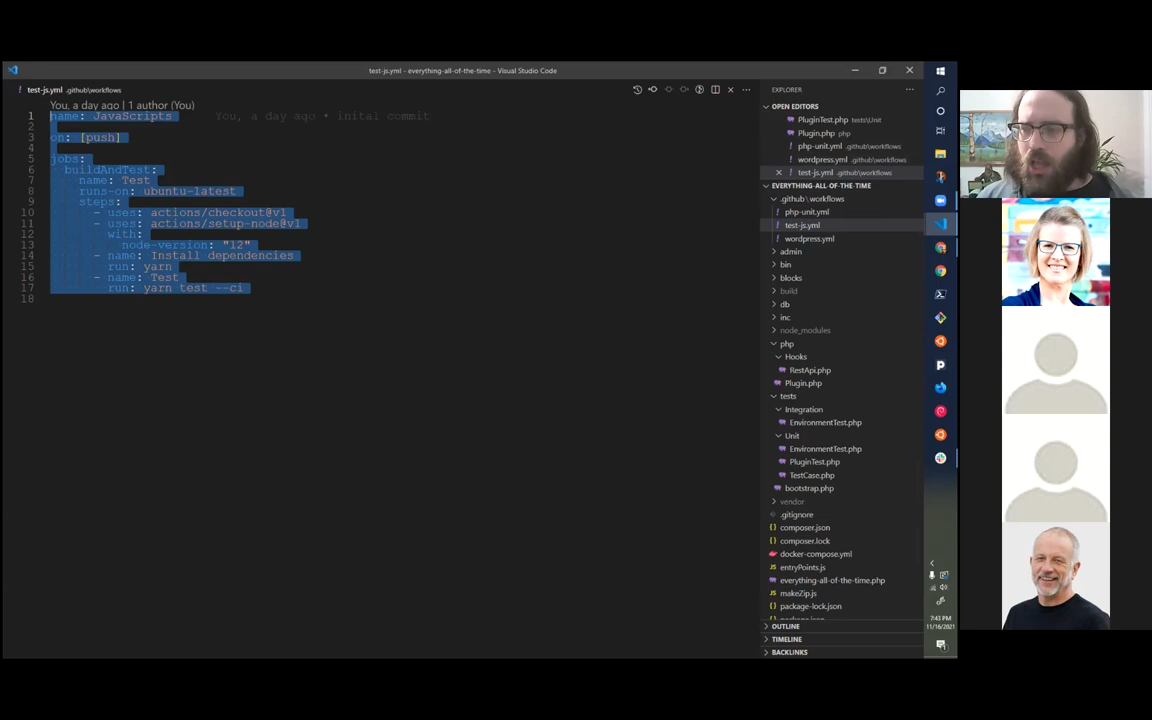 test-js.yml - everything-all-of-the-time - Visual Studio Code
! test-js.yml .github\workflows
You, a day ago | 1 author (You)
1 name: JavaScripts You, a day ago • inital commit
2
3 on: [push]
4
5 jobs:
6 buildAndTest:
7 name: Test
8 runs-on: ubuntu-latest
9 steps:
10 - uses: actions/checkout@v1
11 - uses: actions/setup-node@v1
12 with:
13 node-version: "12"
14 - name: Install dependencies
15 run: yarn
16 - name: Test
17 run: yarn test --ci
18
EXPLORER
OPEN EDITORS
PluginTest.php tests\Unit
Plugin.php php
! php-unit.yml .github\workflows
! wordpress.yml .github\workflows
! test-js.yml .github\workflows
EVERYTHING-ALL-OF-THE-TIME
.github \ workflows
! php-unit.yml
! test-js.yml
! wordpress.yml
admin
bin
blocks
build
db
inc
node_modules
php
Hooks
RestApi.php
Plugin.php
tests
Integration
EnvironmentTest.php
Unit
EnvironmentTest.php
PluginTest.php
TestCase.php
bootstrap.php
vendor
.gitignore
{} composer.json
{} composer.lock
docker-compose.yml
JS entryPoints.js
everything-all-of-the-time.php
JS makeZip.js
{} package-lock.json
OUTLINE
TIMELINE
BACKLINKS
7:43 PM
11/16/2021